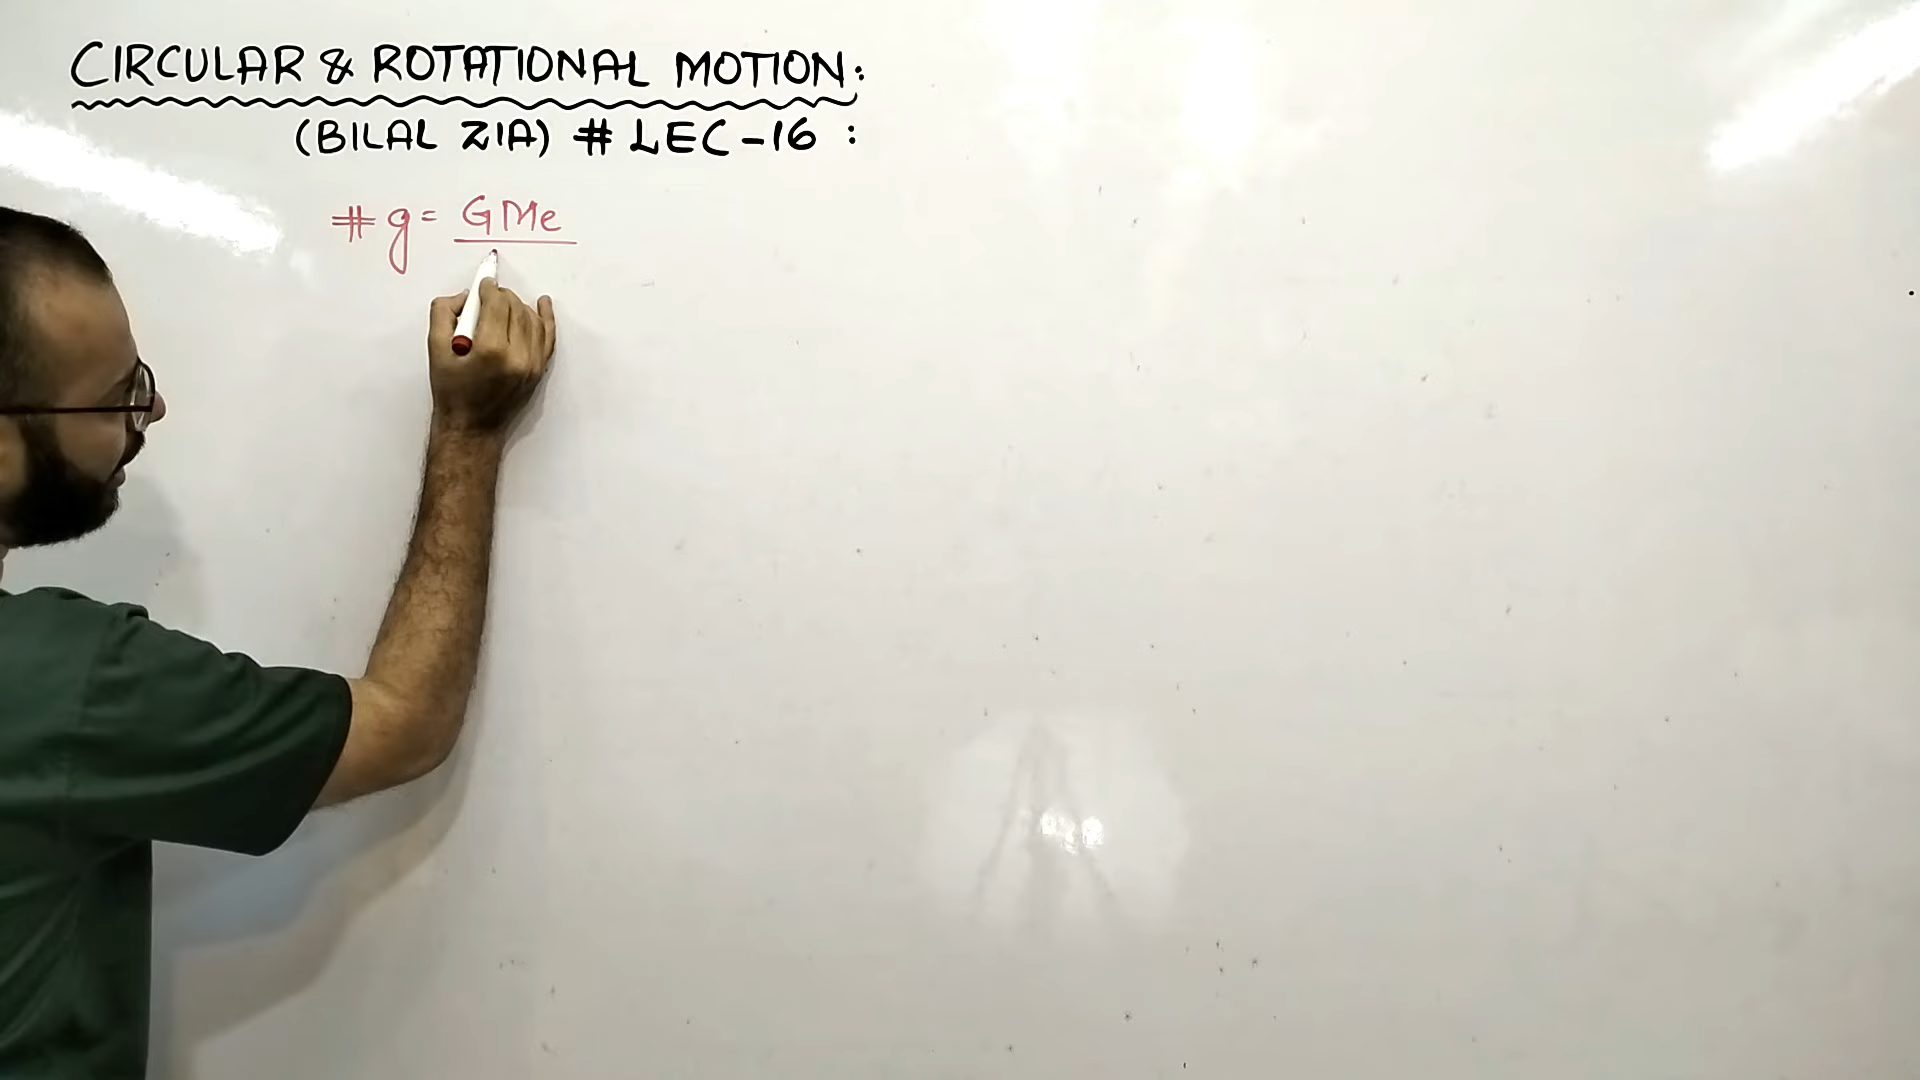 CIRCULAR & ROTATIONAL MOTION:
(BILAL ZIA) # LEC-16 :
# g = GMe